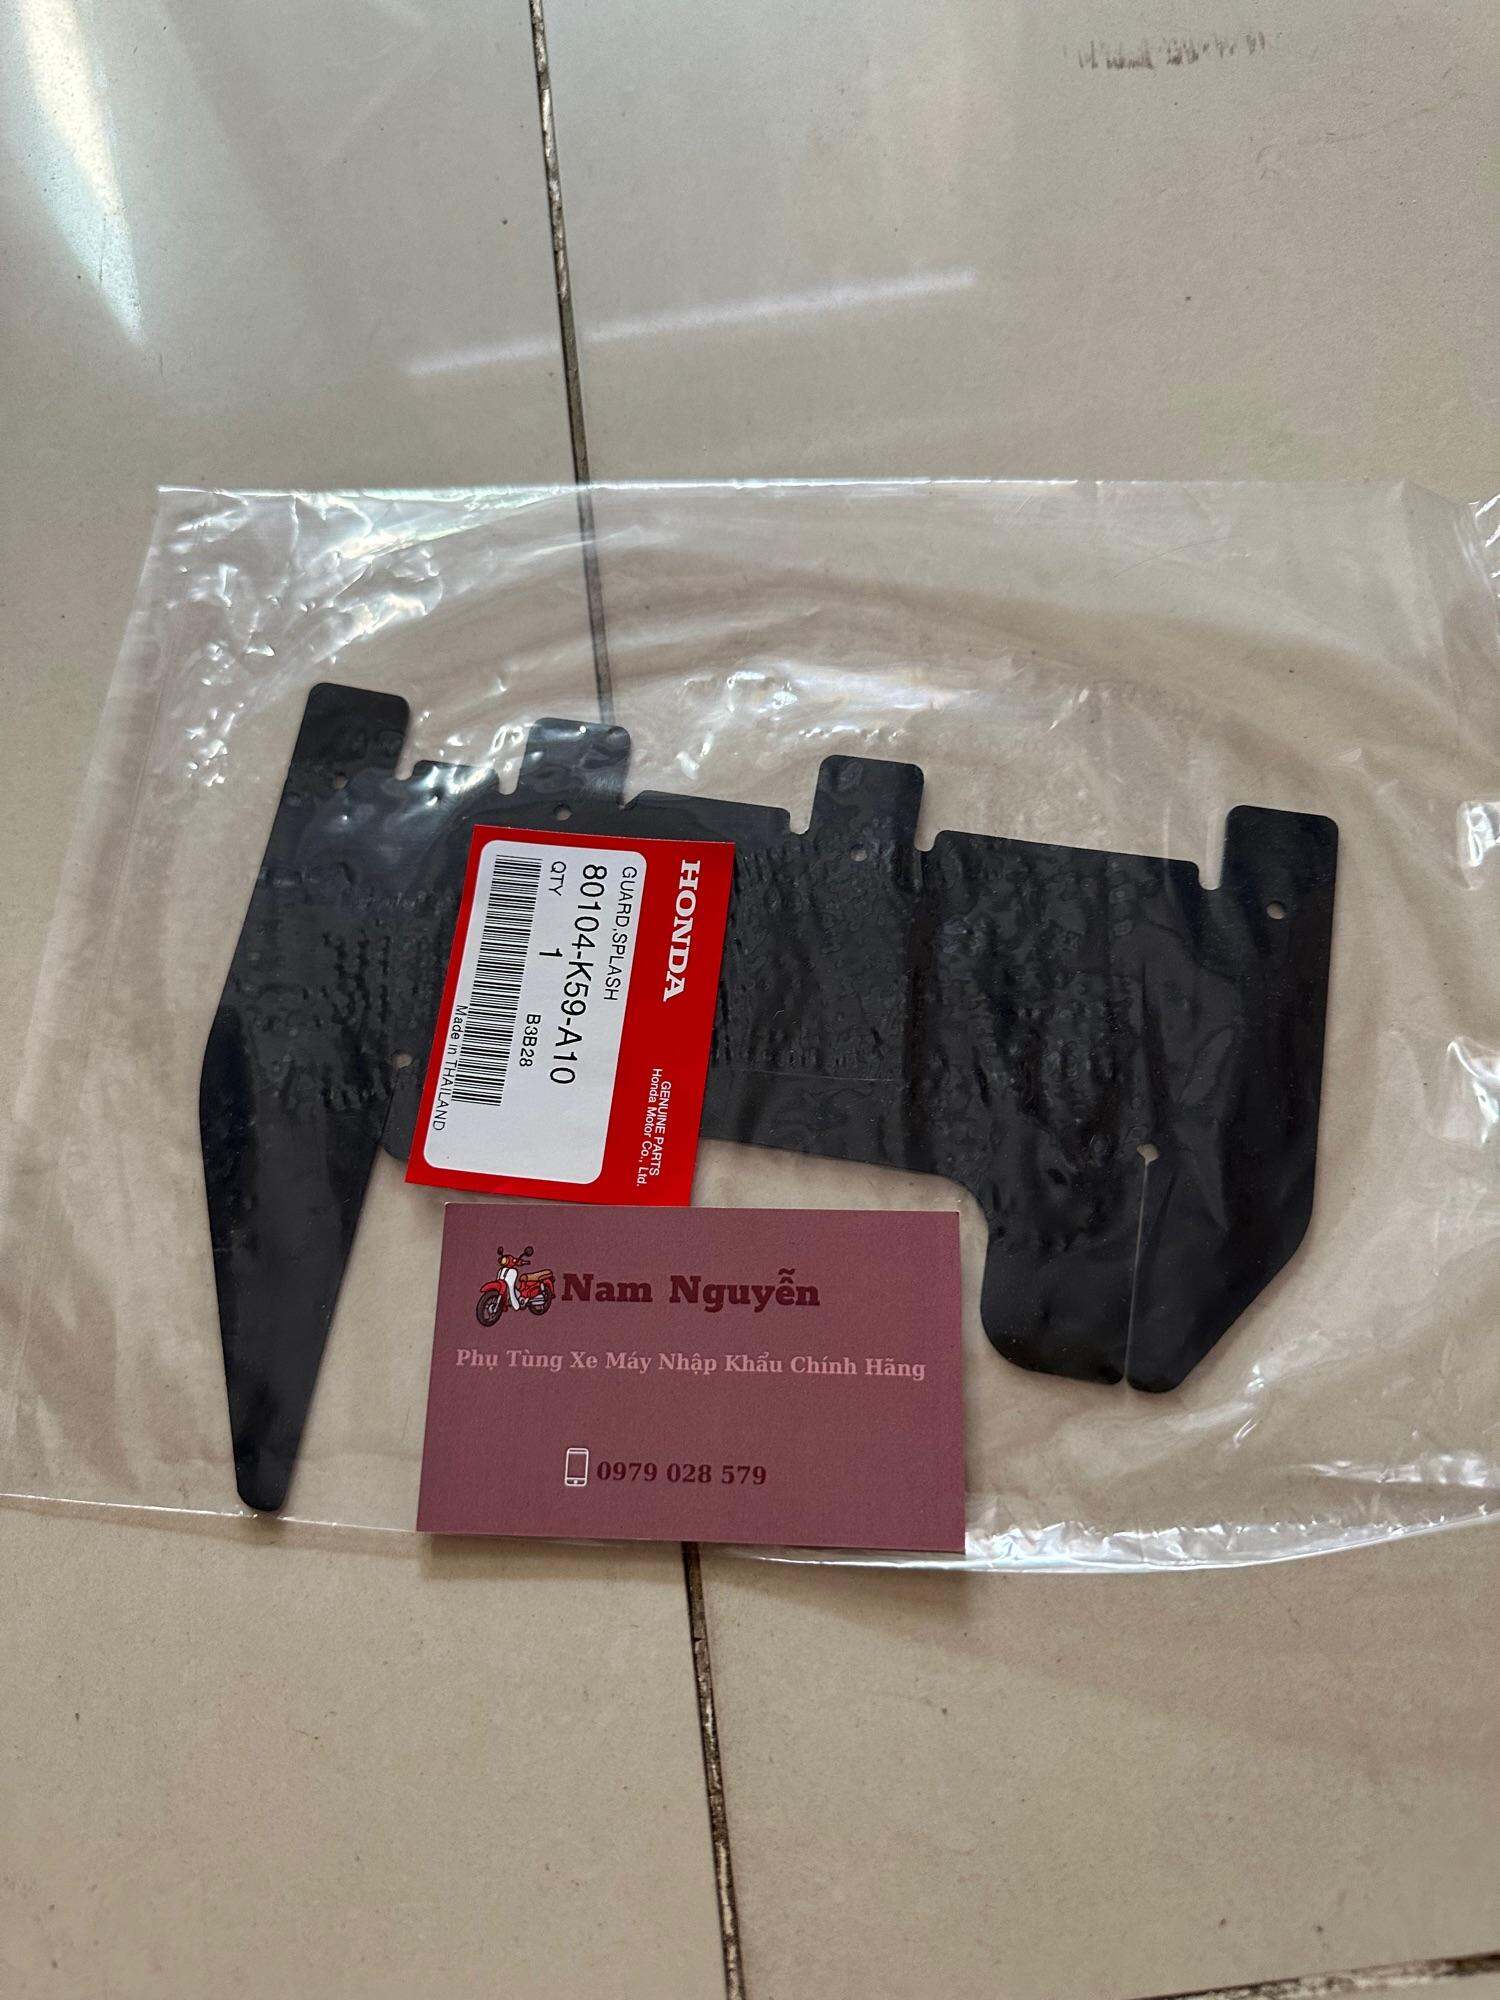 HONDA
GENUINE PARTS
Honda Motor Co., Ltd.
GUARD,SPLASH
80104-K59-A10
QTY 1 B3B28
Made in THAILAND
Nam Nguyễn
Phụ Tùng Xe Máy Nhập Khẩu Chính Hãng
0979 028 579